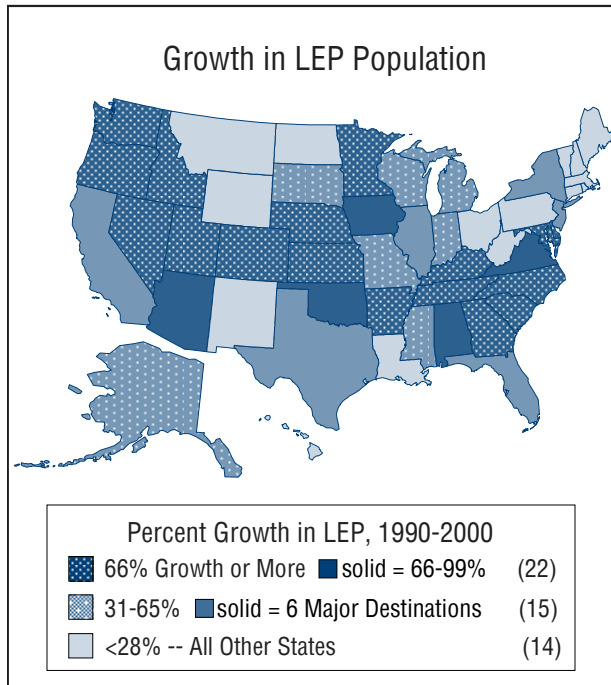 Growth in LEP Population
Percent Growth in LEP, 1990-2000
66% Growth or More solid = 66-99% (22)
31-65% solid = 6 Major Destinations (15)
<28% -- All Other States (14)